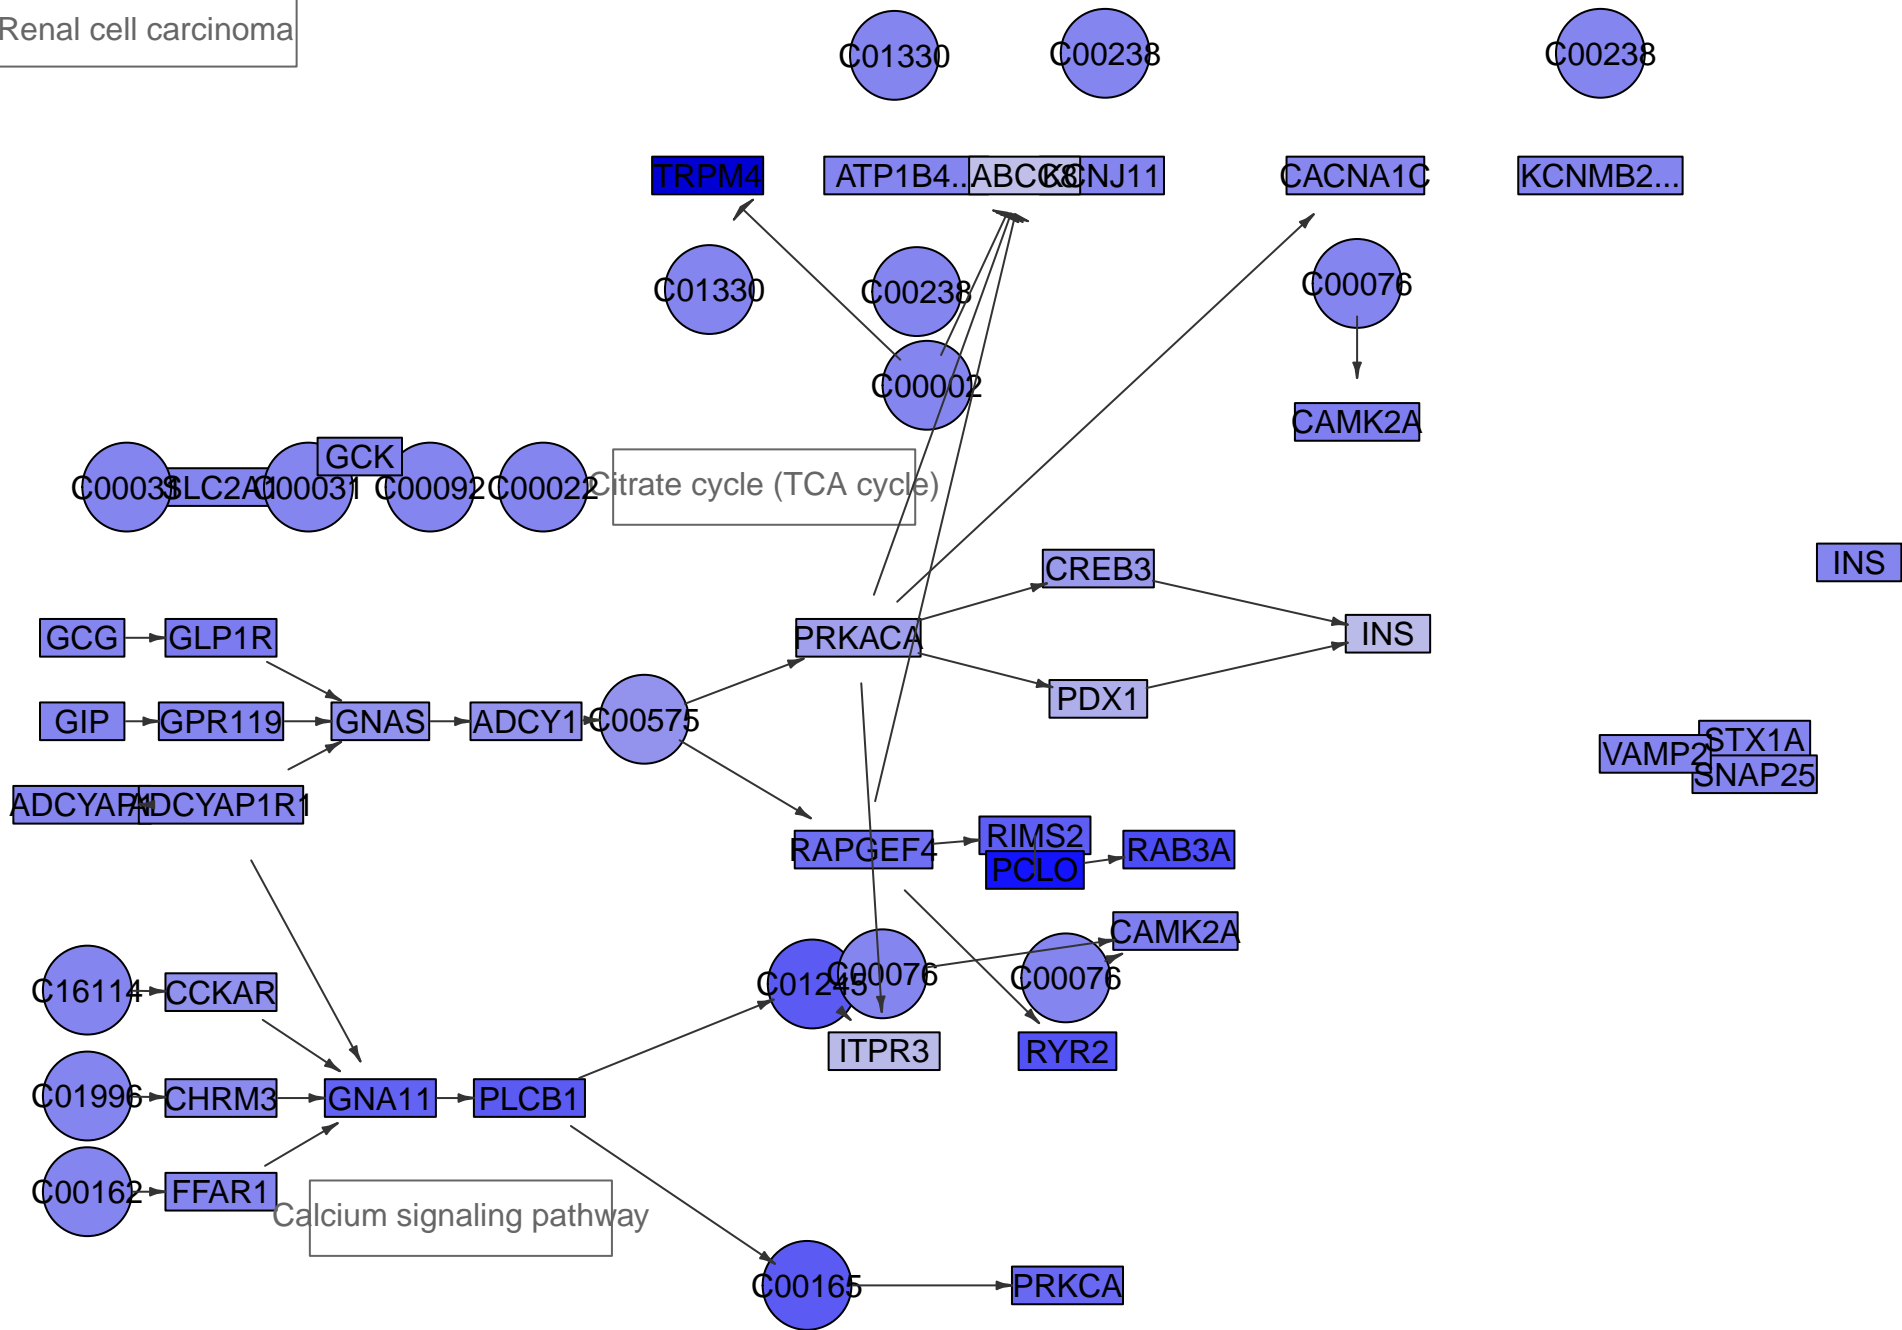 Renal cell carcinoma
C01330
C00238
C00238
TRPM4
ATP1B4...
ABCC8
KCNJ11
CACNA1C
KCNMB2...
C01330
C00238
C00076
C00002
CAMK2A
C00031
SLC2A1
C00031
GCK
C00092
C00022
Citrate cycle (TCA cycle)
CREB3
INS
GCG
GLP1R
PRKACA
INS
PDX1
GIP
GPR119
GNAS
ADCY1
C00575
VAMP2
STX1A
SNAP25
ADCYAP1
ADCYAP1R1
RAPGEF4
RIMS2
PCLO
RAB3A
CAMK2A
C16114
CCKAR
C01245
C00076
C00076
ITPR3
RYR2
C01996
CHRM3
GNA11
PLCB1
C00162
FFAR1
Calcium signaling pathway
C00165
PRKCA